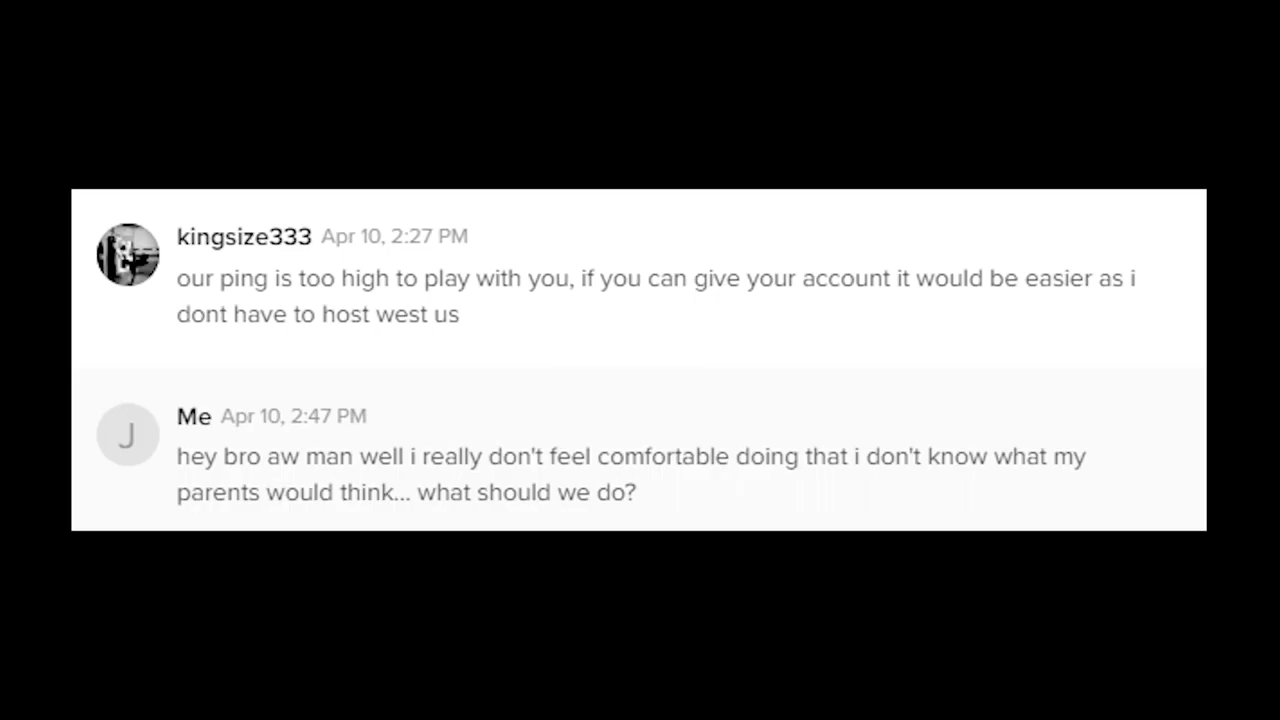 kingsize333 Apr 10, 2:27 PM
our ping is too high to play with you, if you can give your account it would be easier as i
dont have to host west us
J
Me Apr 10, 2:47 PM
hey bro aw man well i really don't feel comfortable doing that i don't know what my
parents would think... what should we do?